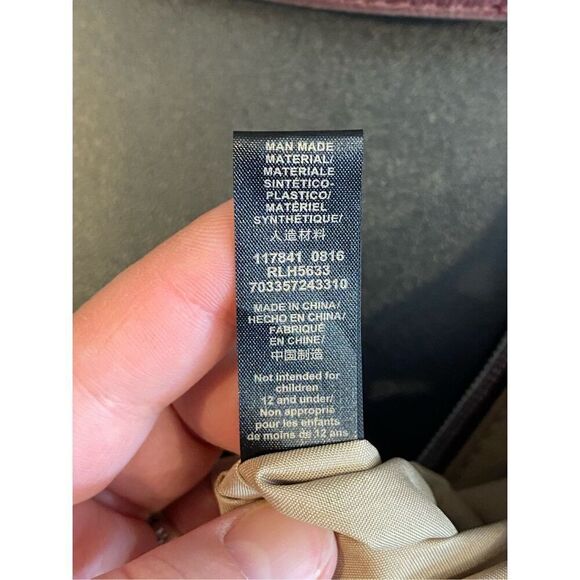 MAN MADE
MATERIAL/
MATERIALE
SINTÉTICO-
PLASTICO/
MATÉRIEL
SYNTHÉTIQUE/
人造材料
117841 0816
RLH5633
703357243310
MADE IN CHINA/
HECHO EN CHINA/
FABRIQUÉ
EN CHINE/
中国制造
Not intended for
children
12 and under/
Non approprié
pour les enfants
de moins de 12 ans